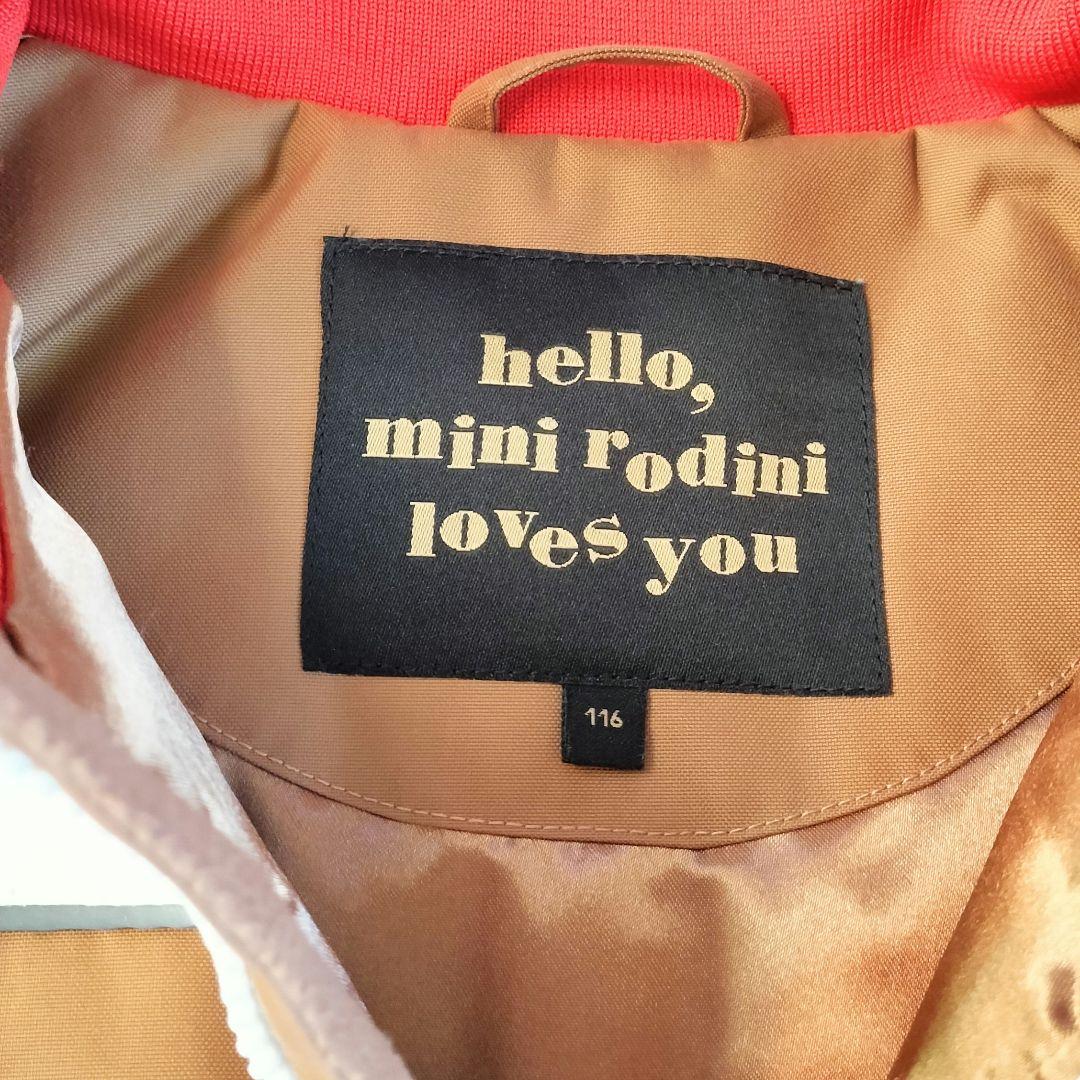 hello,
mini rodini
loves you
116